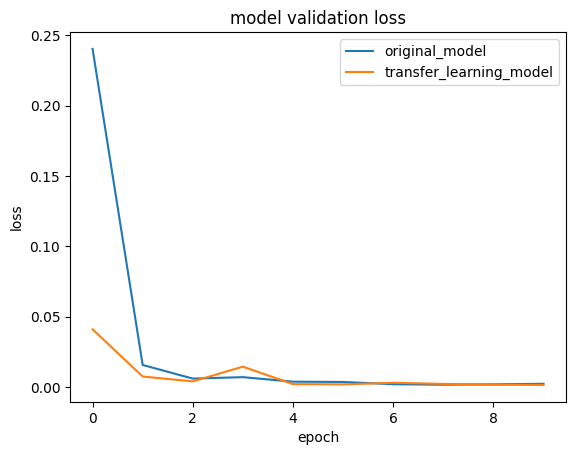 model validation loss
original_model
transfer_learning_model
0.25
0.20
0.15
0.10
0.05
0.00
loss
0 2 4 6 8
epoch